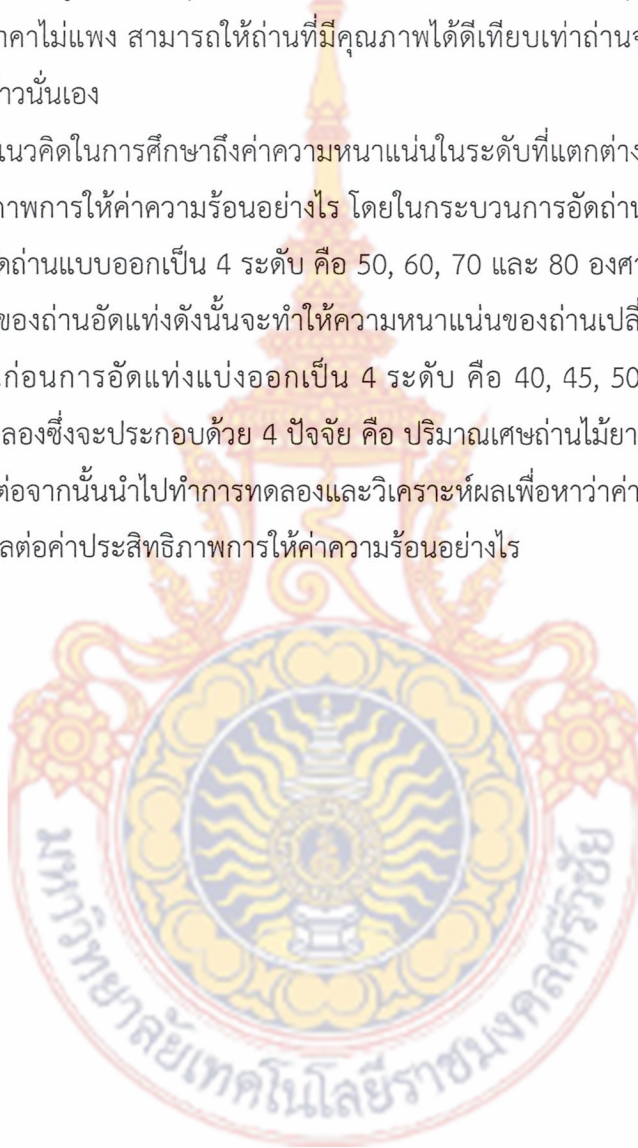 าคาไม่แพง สามารถให้ถ่านที่มีคุณภาพได้ดีเทียบเท่าถ่านจ
่าวนั่นเอง
แนวคิดในการศึกษาถึงค่าความหนาแน่นในระดับที่แตกต่าง
าพการให้ค่าความร้อนอย่างไร โดยในกระบวนการอัดถ่าน
ดถ่านแบบออกเป็น 4 ระดับ คือ 50, 60, 70 และ 80 องศา
ของถ่านอัดแท่งดังนั้นจะทำให้ความหนาแน่นของถ่านเปลี่
ก่อนการอัดแท่งแบ่งออกเป็น 4 ระดับ คือ 40, 45, 50
ลองซึ่งจะประกอบด้วย 4 ปัจจัย คือ ปริมาณเศษถ่านไม้ยา
ต่อจากนั้นนำไปทำการทดลองและวิเคราะห์ผลเพื่อหาว่าค่า
ลต่อค่าประสิทธิภาพการให้ค่าความร้อนอย่างไร
มหาวิทยาลัยเทคโนโลยีราชมงคลศรีวิชัย